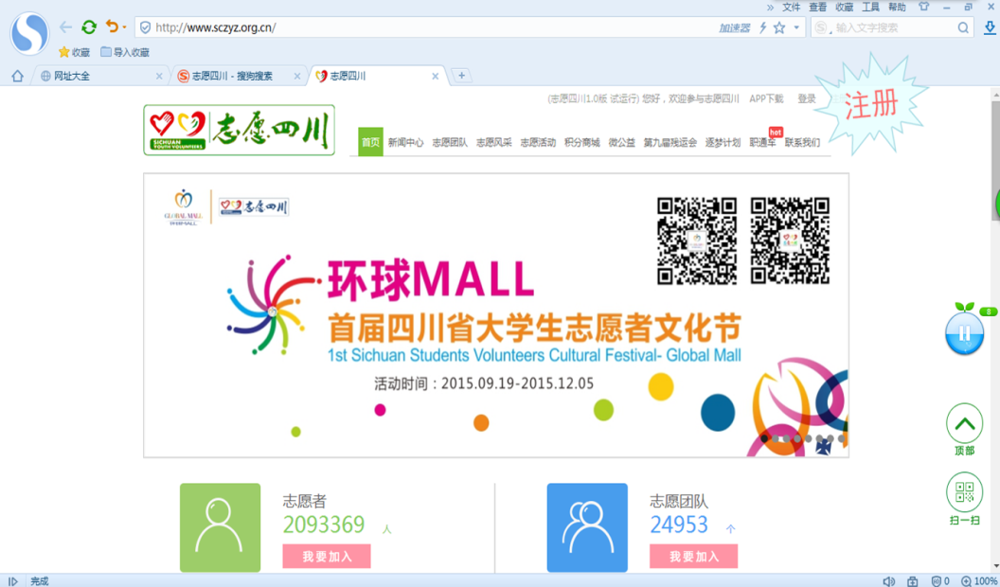 文件 查看 收藏 工具 帮助
http://www.sczyz.org.cn/
加速器
输入文字搜索
收藏 导入收藏
网址大全
志愿四川 - 搜狗搜索
志愿四川
(志愿四川1.0版 试运行) 您好，欢迎参与志愿四川 APP下载 登录
注册
SICHUAN
YOUTH VOLUNTEERS
志愿四川
首页 新闻中心 志愿团队 志愿风采 志愿活动 积分商城 微公益 第九届残运会 逐梦计划 职通车 联系我们
hot
GLOBAL MALL
志愿四川
环球MALL
首届四川省大学生志愿者文化节
1st Sichuan Students Volunteers Cultural Festival- Global Mall
活动时间：2015.09.19-2015.12.05
8
顶部
扫一扫
志愿者
2093369 人
我要加入
志愿团队
24953 个
我要加入
完成
0
100%